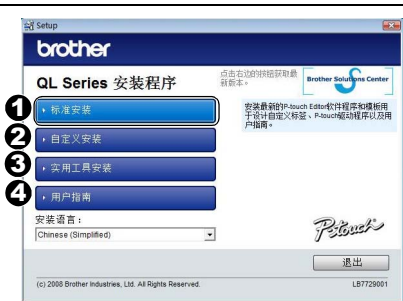 Setup
brother
QL Series 安装程序
点击右边的按钮获取最
新版本。
Brother Solutions Center
1 标准安装
2 自定义安装
3 实用工具安装
4 用户指南
安装最新的P-touch Editor软件程序和模板用
于设计自定义标签、P-touch驱动程序以及用
户指南。
安装语言：
Chinese (Simplified)
P-touch
退出
(c) 2008 Brother Industries, Ltd. All Rights Reserved.
LB7729001